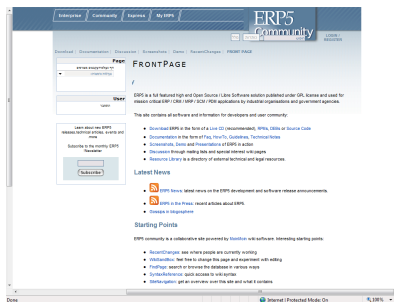 Enterprise / Community / Express / My ERP5
ERP5
Community
LOGIN /
REGISTER
Download / Documentations / Discussion / Screenshots / Demo / RecentChanges / FRONT PAGE
Page
User
Learn about new ERP5
releases,technical articles, events and
more.
Subscribe to the monthly ERP5
Newsletter
Subscribe
FRONTPAGE
/
ERP5 is a full featured high end Open Source / Libre Software solution published under GPL license and used for
mission critical ERP / CRM / MRP / SCM / PDM applications by industrial organisations and government agencies.
This site contains all software and information for developers and user community:
Download ERP5 in the form of a Live CD (recommended), RPMs, DEBs or Source Code
Documentation in the form of Faq, HowTo, Guidelines, Technical Notes
Screenshots, Demo and Presentations of ERP5 in action
Discussion through mailing lists and special interest wiki pages
Resource Library is a directory of external technical and legal resources.
Latest News
ERP5 News: latest news on the ERP5 development and software release announcements.
ERP5 in the Press: recent articles about ERP5.
Gossips in blogosphere
Starting Points
ERP5 community is a collaborative site powered by MoinMoin wiki software. Interesting starting points:
RecentChanges: see where people are currently working
WikiSandBox: feel free to change this page and experiment with editing
FindPage: search or browse the database in various ways
SyntaxReference: quick access to wiki syntax
SiteNavigation: get an overview over this site and what it contains
Done
Internet | Protected Mode: On
100%